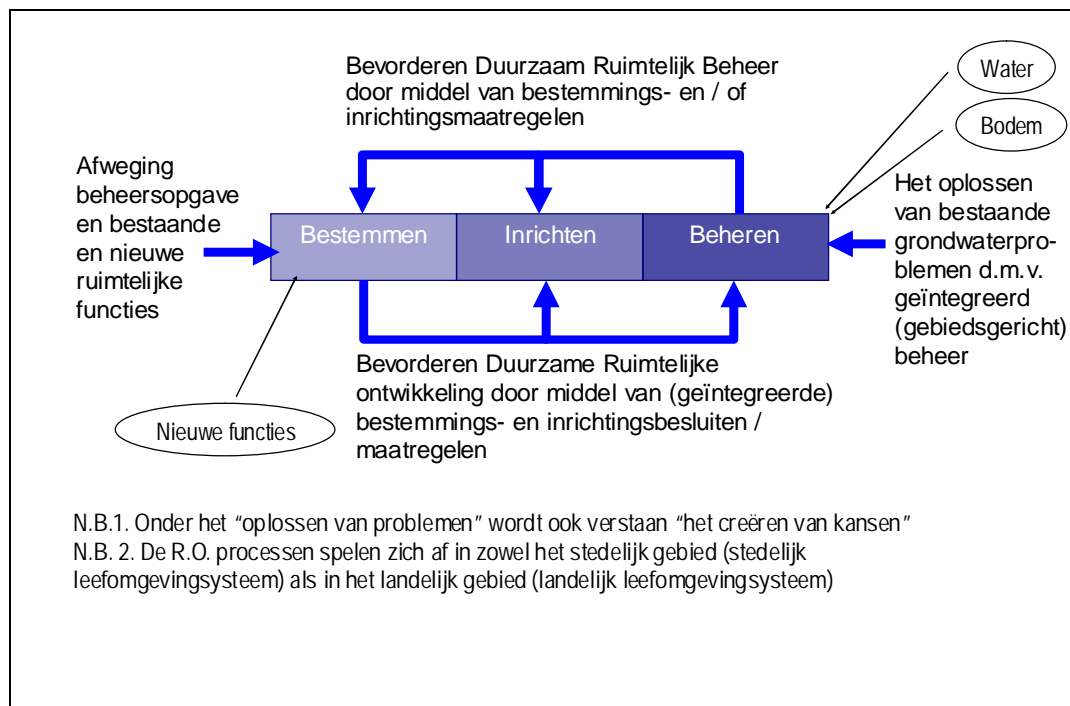 Bevorderen Duurzaam Ruimtelijk Beheer
door middel van bestemmings- en / of
inrichtingsmaatregelen
Water
Bodem
Afweging
beheersopgave
en bestaande
en nieuwe
ruimtelijke
functies
Bestemmen
Inrichten
Beheren
Het oplossen
van bestaande
grondwaterpro-
blemen d.m.v.
geïntegreerd
(gebiedsgericht)
beheer
Bevorderen Duurzame Ruimtelijke
ontwikkeling door middel van (geïntegreerde)
bestemmings- en inrichtingsbesluiten /
maatregelen
Nieuwe functies
N.B.1. Onder het “oplossen van problemen” wordt ook verstaan “het creëren van kansen”
N.B. 2. De R.O. processen spelen zich af in zowel het stedelijk gebied (stedelijk
leefomgevingsysteem) als in het landelijk gebied (landelijk leefomgevingsysteem)